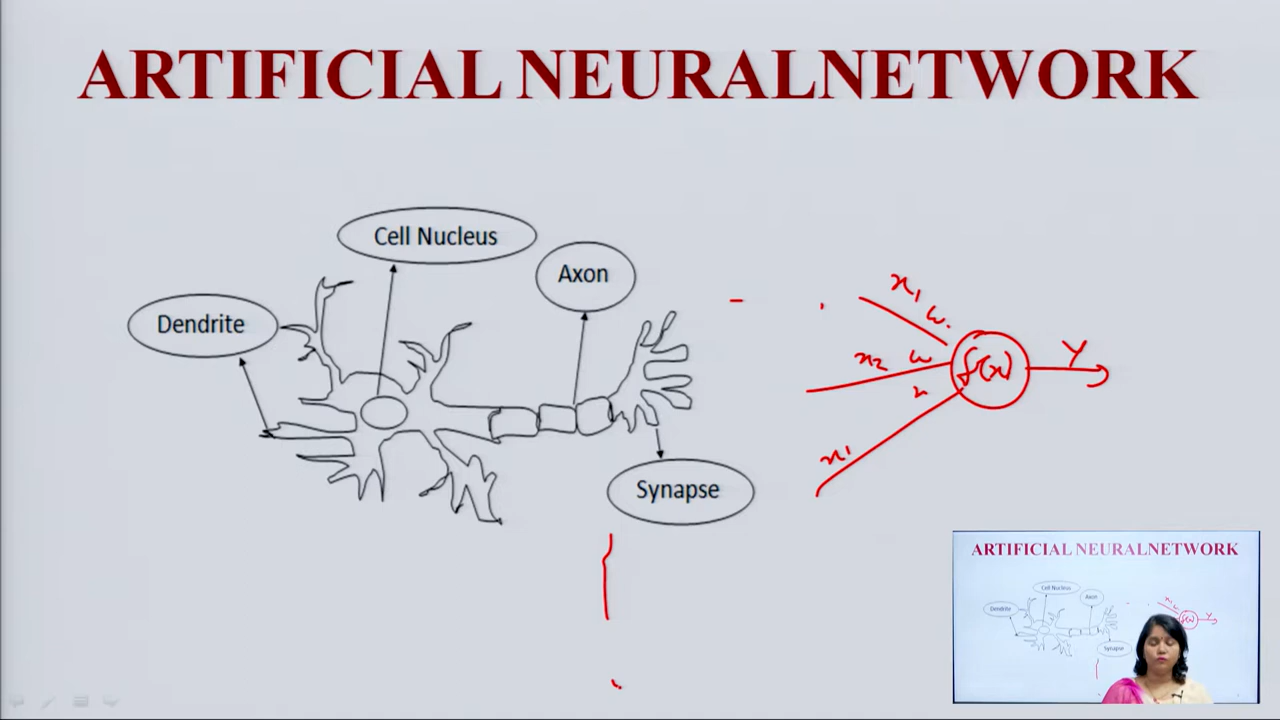 ARTIFICIAL NEURALNETWORK
Cell Nucleus
Axon
Dendrite
Synapse
x1
w
x2 w
f(x)
Y
x1
ARTIFICIAL NEURALNETWORK
Cell Nucleus
Axon
Dendrite
Synapse
f(x)
Y